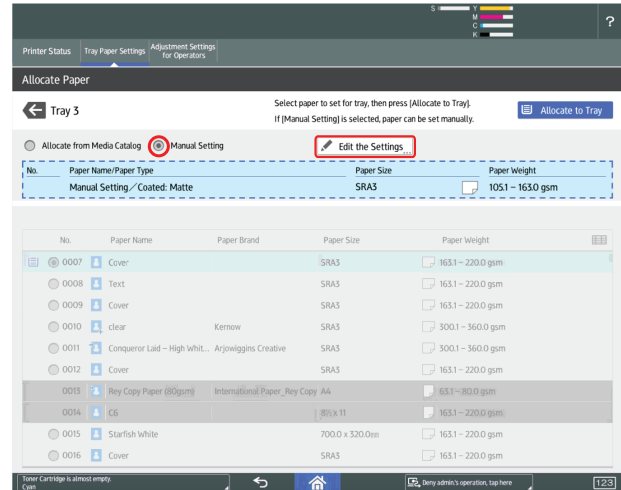 S Y
M
C
K
?
Printer Status Tray Paper Settings Adjustment Settings for Operators
Allocate Paper
Tray 3
Select paper to set for tray, then press [Allocate to Tray].
If [Manual Setting] is selected, paper can be set manually.
Allocate to Tray
Allocate from Media Catalog Manual Setting Edit the Settings
No. Paper Name/Paper Type Paper Size Paper Weight
Manual Setting/Coated: Matte SRA3 105.1 – 163.0 gsm
No. Paper Name Paper Brand Paper Size Paper Weight
0007 Cover SRA3 163.1 – 220.0 gsm
0008 Text SRA3 163.1 – 220.0 gsm
0009 Cover SRA3 163.1 – 220.0 gsm
0010 clear Kernow SRA3 300.1 – 360.0 gsm
0011 Conqueror Laid – High Whit... Arjowiggins Creative SRA3 300.1 – 360.0 gsm
0012 Cover SRA3 163.1 – 220.0 gsm
0013 Rey Copy Paper (80gsm) International Paper_Rey Copy A4 63.1 – 80.0 gsm
0014 C6 8½ x 11 163.1 – 220.0 gsm
0015 Starfish White 700.0 x 320.0mm 163.1 – 220.0 gsm
0016 Cover SRA3 163.1 – 220.0 gsm
Toner Cartridge is almost empty.
Cyan
Deny admin.'s operation, tap here
123